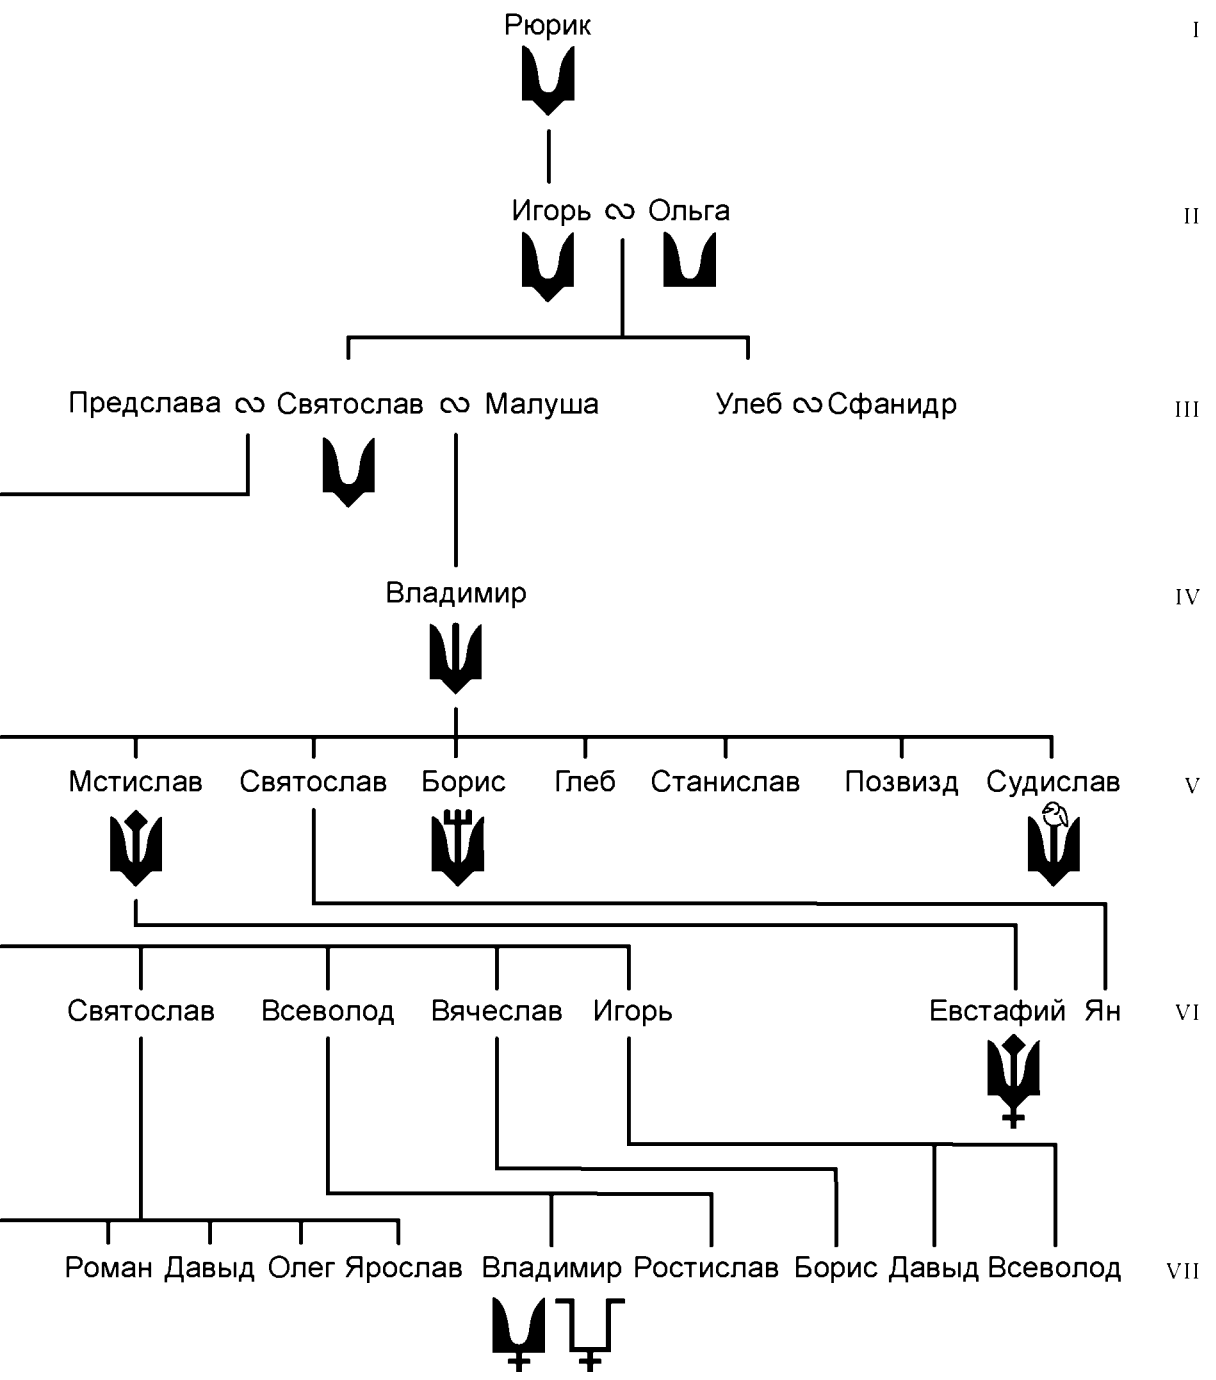 Рюрик I
Игорь ∾ Ольга II
Предслава ∾ Святослав ∾ Малуша Улеб ∾ Сфанидр III
Владимир IV
Мстислав Святослав Борис Глеб Станислав Позвизд Судислав V
Святослав Всеволод Вячеслав Игорь Евстафий Ян VI
Роман Давыд Олег Ярослав Владимир Ростислав Борис Давыд Всеволод VII